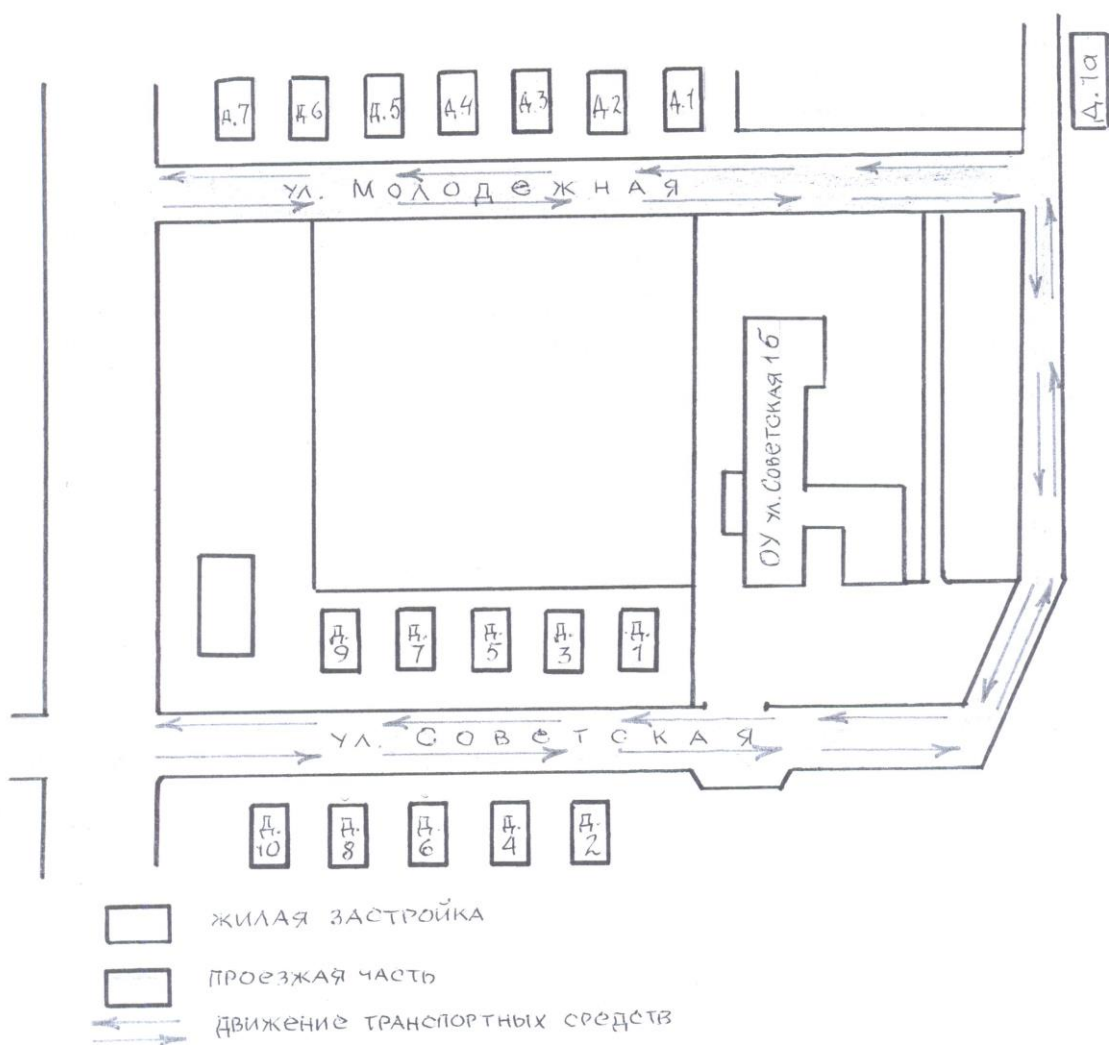 д.7 д.6 д.5 д.4 д.3 д.2 д.1
д.1а
ул. Молодежная
ОУ ул. Советская 1б
д. 9
д. 7
д. 5
д. 3
д. 1
ул. Советская
д. 10
д. 8
д. 6
д. 4
д. 2
ЖИЛАЯ ЗАСТРОЙКА
ПРОЕЗЖАЯ ЧАСТЬ
ДВИЖЕНИЕ ТРАНСПОРТНЫХ СРЕДСТВ